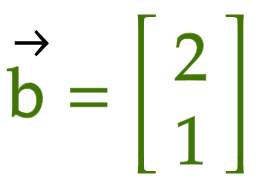 b⃗ = [2
1]